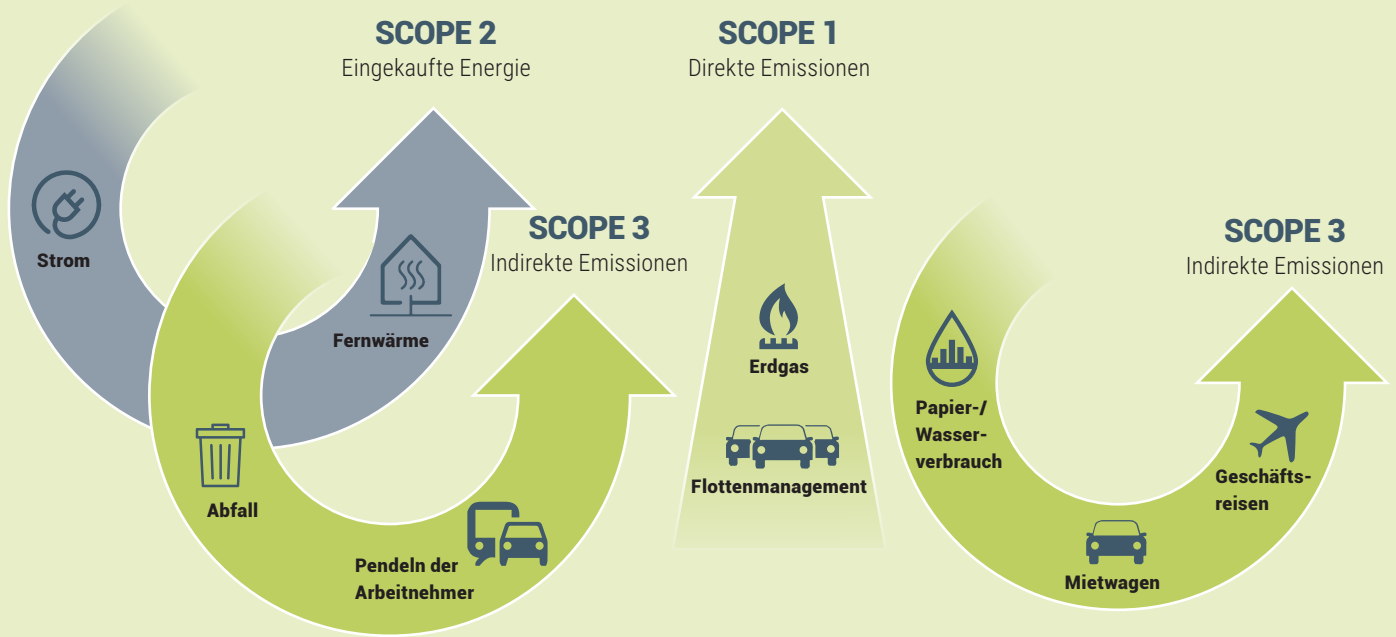 SCOPE 2
Eingekaufte Energie
Strom
Fernwärme
SCOPE 3
Indirekte Emissionen
Abfall
Pendeln der
Arbeitnehmer
SCOPE 1
Direkte Emissionen
Erdgas
Flottenmanagement
SCOPE 3
Indirekte Emissionen
Papier-/
Wasser-
verbrauch
Mietwagen
Geschäfts-
reisen